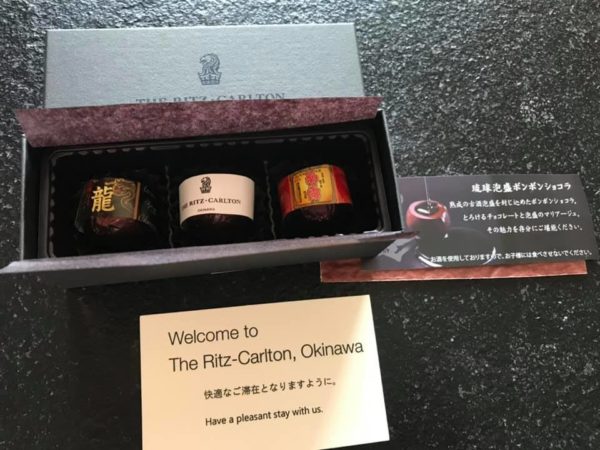 THE RITZ-CARLTON
龍
THE RITZ-CARLTON
OKINAWA
琉球泡盛ボンボンショコラ
熟成の古酒泡盛を封じ込めたボンボンショコラ。
とろけるチョコレートと泡盛のマリアージュ。
その魅力を存分にご堪能ください。
お酒を使用しておりますので、お子様には食べさせないでください。
Welcome to
The Ritz-Carlton, Okinawa
快適なご滞在となりますように。
Have a pleasant stay with us.